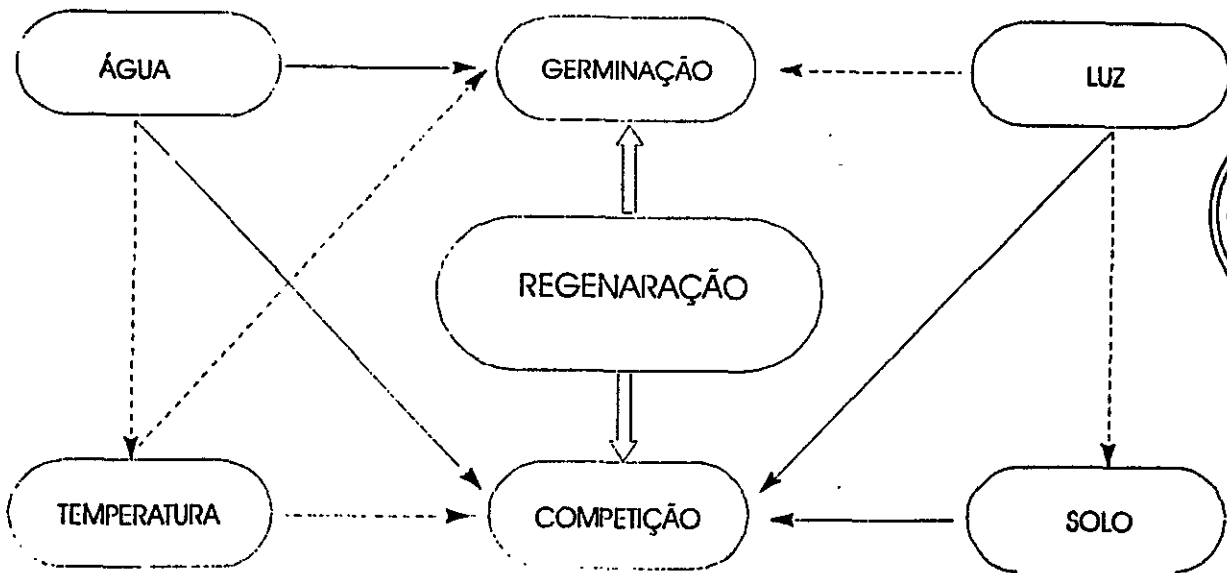 ÁGUA
GERMINAÇÃO
LUZ
REGENARAÇÃO
TEMPERATURA
COMPETIÇÃO
SOLO